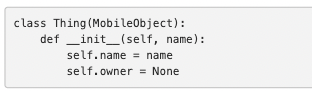 class Thing(MobileObject):
    def __init__(self, name):
        self.name = name
        self.owner = None